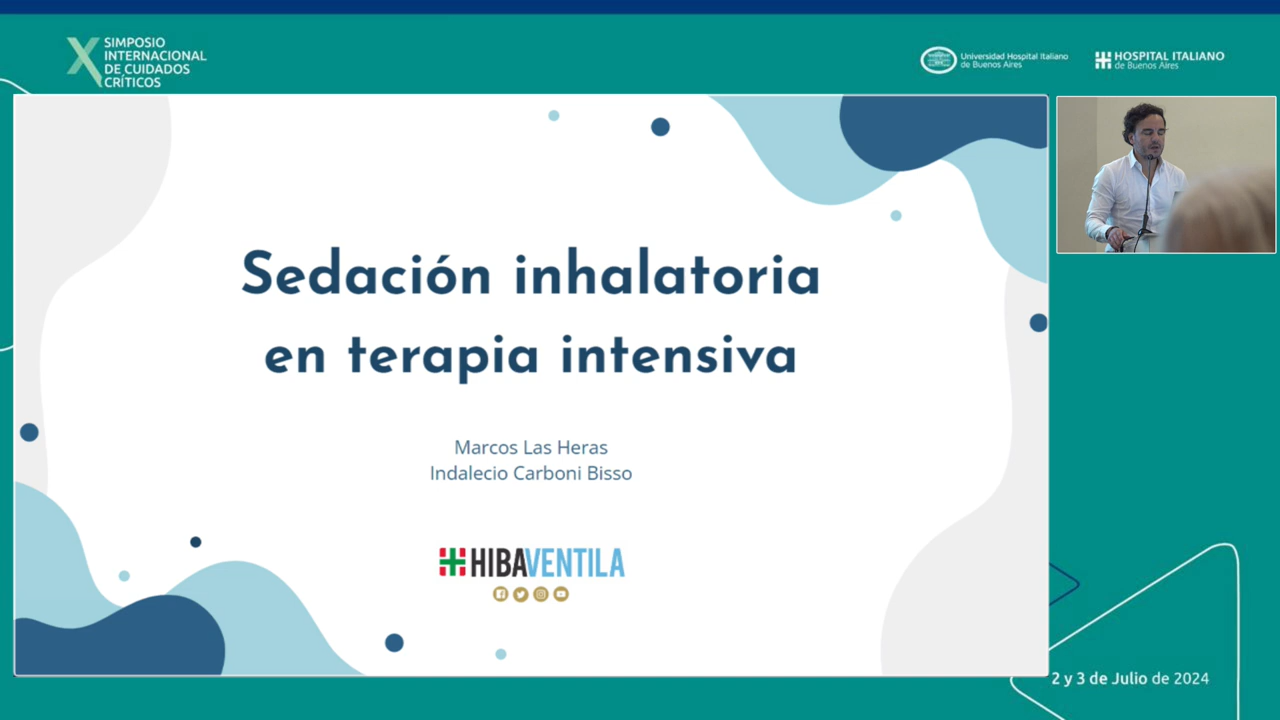 SIMPOSIO
INTERNACIONAL
DE CUIDADOS
CRÍTICOS
Universidad Hospital Italiano
de Buenos Aires
HOSPITAL ITALIANO
de Buenos Aires
Sedación inhalatoria
en terapia intensiva
Marcos Las Heras
Indalecio Carboni Bisso
HIBAVENTILA
2 y 3 de Julio de 2024